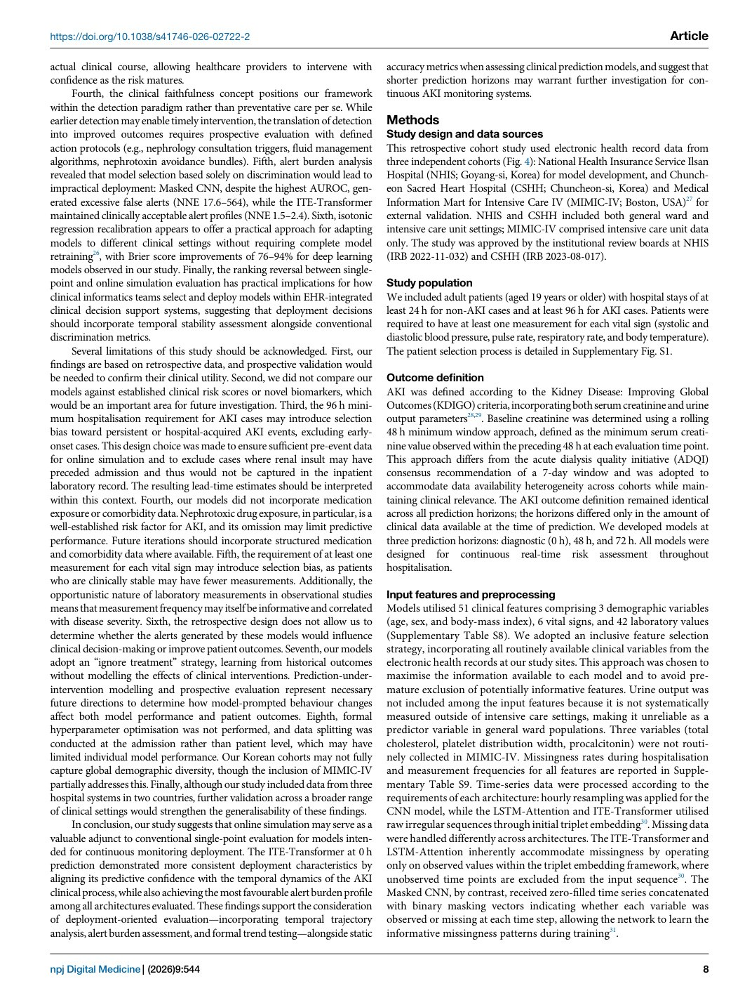 https://doi.org/10.1038/s41746-026-02722-2
Article
actual clinical course, allowing healthcare providers to intervene with
confidence as the risk matures.
Fourth, the clinical faithfulness concept positions our framework
within the detection paradigm rather than preventative care per se. While
earlier detection may enable timely intervention, the translation of detection
into improved outcomes requires prospective evaluation with defined
action protocols (e.g., nephrology consultation triggers, fluid management
algorithms, nephrotoxin avoidance bundles). Fifth, alert burden analysis
revealed that model selection based solely on discrimination would lead to
impractical deployment: Masked CNN, despite the highest AUROC, gen-
erated excessive false alerts (NNE 17.6–564), while the ITE-Transformer
maintained clinically acceptable alert profiles (NNE 1.5–2.4). Sixth, isotonic
regression recalibration appears to offer a practical approach for adapting
models to different clinical settings without requiring complete model
retraining26, with Brier score improvements of 76–94% for deep learning
models observed in our study. Finally, the ranking reversal between single-
point and online simulation evaluation has practical implications for how
clinical informatics teams select and deploy models within EHR-integrated
clinical decision support systems, suggesting that deployment decisions
should incorporate temporal stability assessment alongside conventional
discrimination metrics.
Several limitations of this study should be acknowledged. First, our
findings are based on retrospective data, and prospective validation would
be needed to confirm their clinical utility. Second, we did not compare our
models against established clinical risk scores or novel biomarkers, which
would be an important area for future investigation. Third, the 96 h mini-
mum hospitalisation requirement for AKI cases may introduce selection
bias toward persistent or hospital-acquired AKI events, excluding early-
onset cases. This design choice was made to ensure sufficient pre-event data
for online simulation and to exclude cases where renal insult may have
preceded admission and thus would not be captured in the inpatient
laboratory record. The resulting lead-time estimates should be interpreted
within this context. Fourth, our models did not incorporate medication
exposure or comorbidity data. Nephrotoxic drug exposure, in particular, is a
well-established risk factor for AKI, and its omission may limit predictive
performance. Future iterations should incorporate structured medication
and comorbidity data where available. Fifth, the requirement of at least one
measurement for each vital sign may introduce selection bias, as patients
who are clinically stable may have fewer measurements. Additionally, the
opportunistic nature of laboratory measurements in observational studies
means that measurement frequency may itself be informative and correlated
with disease severity. Sixth, the retrospective design does not allow us to
determine whether the alerts generated by these models would influence
clinical decision-making or improve patient outcomes. Seventh, our models
adopt an “ignore treatment” strategy, learning from historical outcomes
without modelling the effects of clinical interventions. Prediction-under-
intervention modelling and prospective evaluation represent necessary
future directions to determine how model-prompted behaviour changes
affect both model performance and patient outcomes. Eighth, formal
hyperparameter optimisation was not performed, and data splitting was
conducted at the admission rather than patient level, which may have
limited individual model performance. Our Korean cohorts may not fully
capture global demographic diversity, though the inclusion of MIMIC-IV
partially addresses this. Finally, although our study included data from three
hospital systems in two countries, further validation across a broader range
of clinical settings would strengthen the generalisability of these findings.
In conclusion, our study suggests that online simulation may serve as a
valuable adjunct to conventional single-point evaluation for models inten-
ded for continuous monitoring deployment. The ITE-Transformer at 0 h
prediction demonstrated more consistent deployment characteristics by
aligning its predictive confidence with the temporal dynamics of the AKI
clinical process, while also achieving the most favourable alert burden profile
among all architectures evaluated. These findings support the consideration
of deployment-oriented evaluation—incorporating temporal trajectory
analysis, alert burden assessment, and formal trend testing—alongside static
accuracy metrics when assessing clinical prediction models, and suggest that
shorter prediction horizons may warrant further investigation for con-
tinuous AKI monitoring systems.
Methods
Study design and data sources
This retrospective cohort study used electronic health record data from
three independent cohorts (Fig. 4): National Health Insurance Service Ilsan
Hospital (NHIS; Goyang-si, Korea) for model development, and Chunch-
eon Sacred Heart Hospital (CSHH; Chuncheon-si, Korea) and Medical
Information Mart for Intensive Care IV (MIMIC-IV; Boston, USA)27 for
external validation. NHIS and CSHH included both general ward and
intensive care unit settings; MIMIC-IV comprised intensive care unit data
only. The study was approved by the institutional review boards at NHIS
(IRB 2022-11-032) and CSHH (IRB 2023-08-017).
Study population
We included adult patients (aged 19 years or older) with hospital stays of at
least 24 h for non-AKI cases and at least 96 h for AKI cases. Patients were
required to have at least one measurement for each vital sign (systolic and
diastolic blood pressure, pulse rate, respiratory rate, and body temperature).
The patient selection process is detailed in Supplementary Fig. S1.
Outcome definition
AKI was defined according to the Kidney Disease: Improving Global
Outcomes (KDIGO) criteria, incorporating both serum creatinine and urine
output parameters28,29. Baseline creatinine was determined using a rolling
48 h minimum window approach, defined as the minimum serum creati-
nine value observed within the preceding 48 h at each evaluation time point.
This approach differs from the acute dialysis quality initiative (ADQI)
consensus recommendation of a 7-day window and was adopted to
accommodate data availability heterogeneity across cohorts while main-
taining clinical relevance. The AKI outcome definition remained identical
across all prediction horizons; the horizons differed only in the amount of
clinical data available at the time of prediction. We developed models at
three prediction horizons: diagnostic (0 h), 48 h, and 72 h. All models were
designed for continuous real-time risk assessment throughout
hospitalisation.
Input features and preprocessing
Models utilised 51 clinical features comprising 3 demographic variables
(age, sex, and body-mass index), 6 vital signs, and 42 laboratory values
(Supplementary Table S8). We adopted an inclusive feature selection
strategy, incorporating all routinely available clinical variables from the
electronic health records at our study sites. This approach was chosen to
maximise the information available to each model and to avoid pre-
mature exclusion of potentially informative features. Urine output was
not included among the input features because it is not systematically
measured outside of intensive care settings, making it unreliable as a
predictor variable in general ward populations. Three variables (total
cholesterol, platelet distribution width, procalcitonin) were not routi-
nely collected in MIMIC-IV. Missingness rates during hospitalisation
and measurement frequencies for all features are reported in Supple-
mentary Table S9. Time-series data were processed according to the
requirements of each architecture: hourly resampling was applied for the
CNN model, while the LSTM-Attention and ITE-Transformer utilised
raw irregular sequences through initial triplet embedding30. Missing data
were handled differently across architectures. The ITE-Transformer and
LSTM-Attention inherently accommodate missingness by operating
only on observed values within the triplet embedding framework, where
unobserved time points are excluded from the input sequence30. The
Masked CNN, by contrast, received zero-filled time series concatenated
with binary masking vectors indicating whether each variable was
observed or missing at each time step, allowing the network to learn the
informative missingness patterns during training31.
npj Digital Medicine | (2026)9:544
8